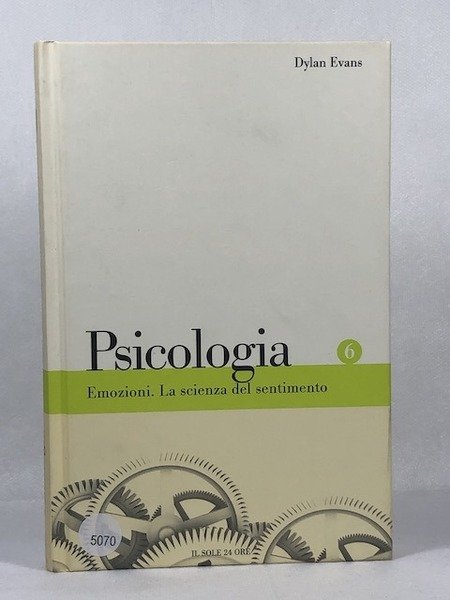 Dylan Evans
Psicologia
6
Emozioni. La scienza del sentimento
5070
IL SOLE 24 ORE